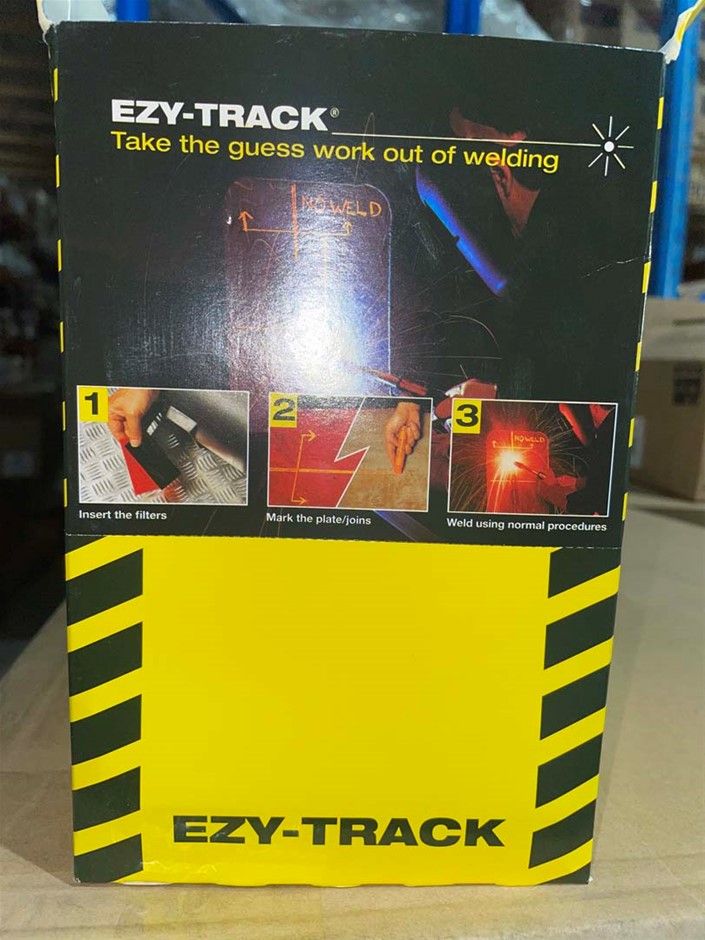 EZY-TRACK®
Take the guess work out of welding
NO WELD
1
2
3
NO WELD
Insert the filters
Mark the plate/joins
Weld using normal procedures
EZY-TRACK